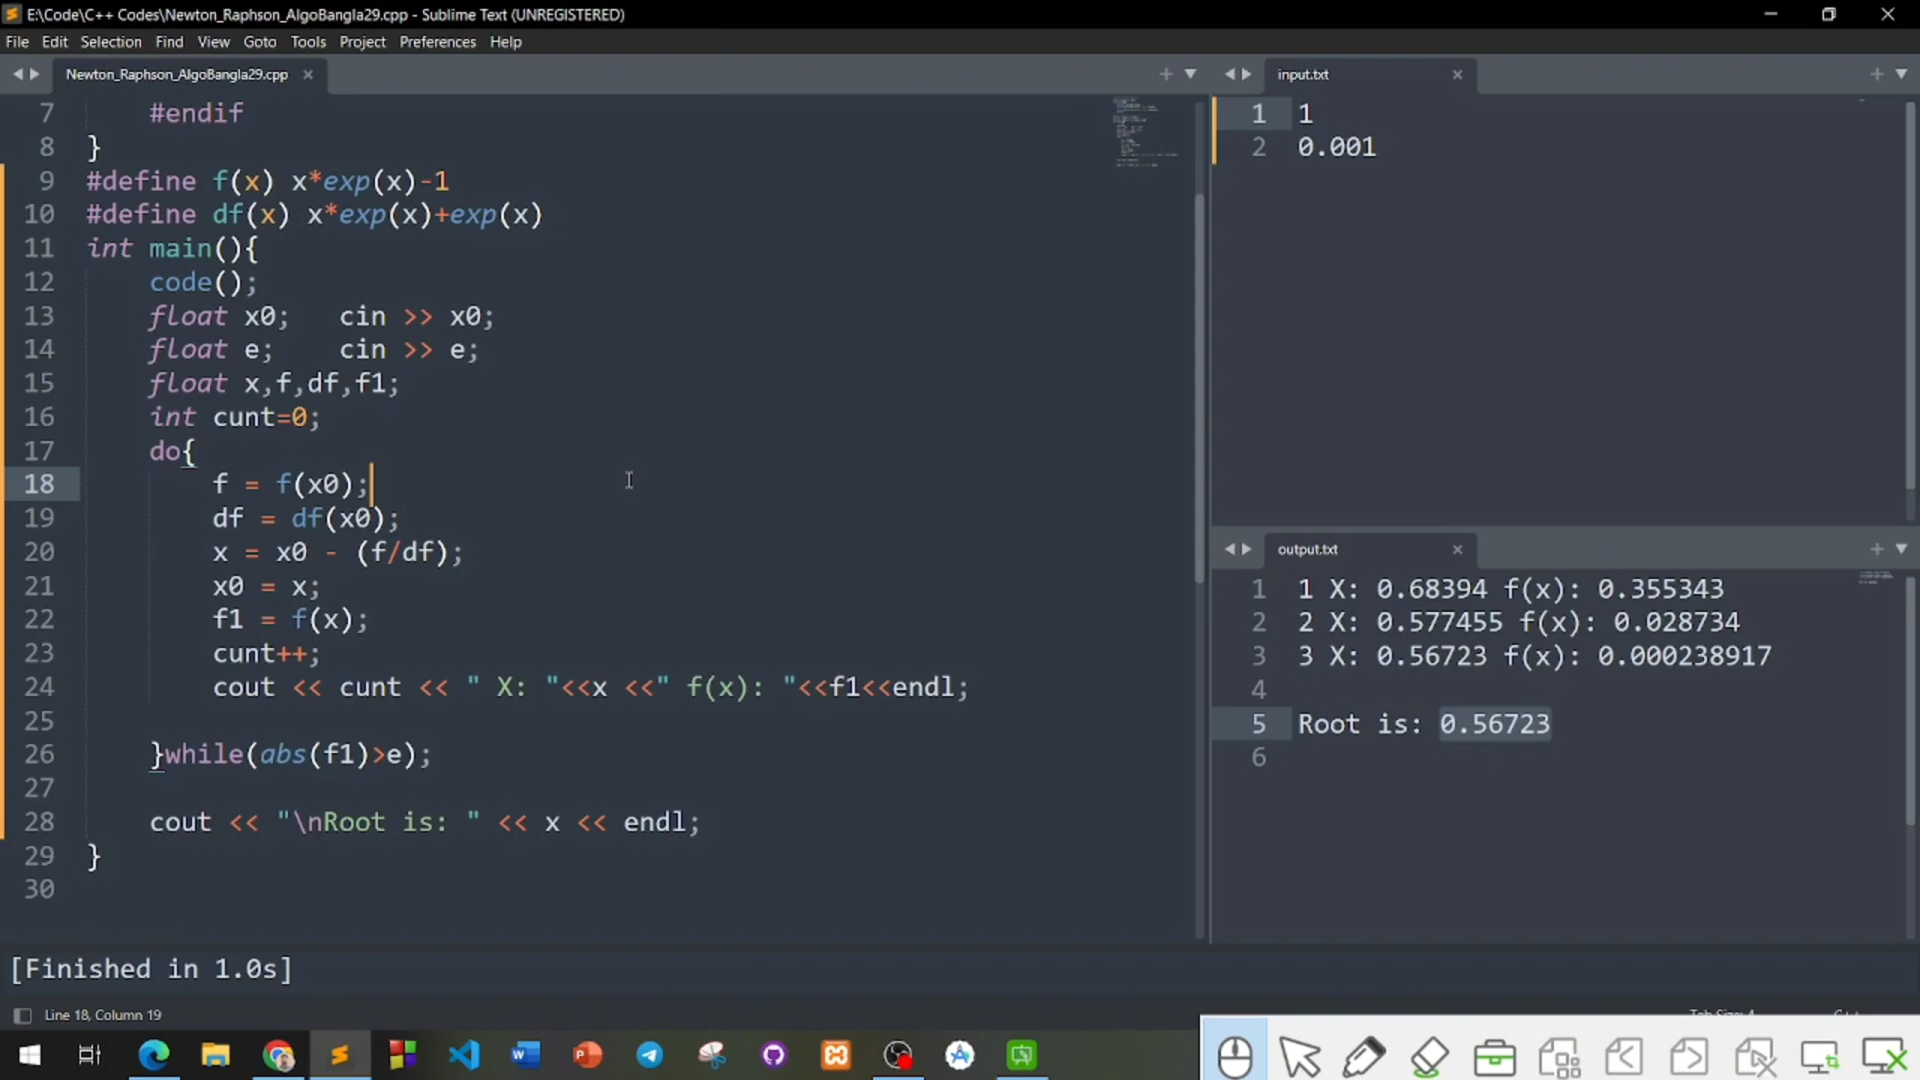 E:\Code\C++ Codes\Newton_Raphson_AlgoBangla29.cpp - Sublime Text (UNREGISTERED)
File Edit Selection Find View Goto Tools Project Preferences Help
Newton_Raphson_AlgoBangla29.cpp
7 #endif
8 }
9 #define f(x) x*exp(x)-1
10 #define df(x) x*exp(x)+exp(x)
11 int main(){
12 code();
13 float x0; cin >> x0;
14 float e; cin >> e;
15 float x,f,df,f1;
16 int cunt=0;
17 do{
18 f = f(x0);
19 df = df(x0);
20 x = x0 - (f/df);
21 x0 = x;
22 f1 = f(x);
23 cunt++;
24 cout << cunt << " X: "<<x <<" f(x): "<<f1<<endl;
25
26 }while(abs(f1)>e);
27
28 cout << "\nRoot is: " << x << endl;
29 }
30
input.txt
1 1
2 0.001
output.txt
1 1 X: 0.68394 f(x): 0.355343
2 2 X: 0.577455 f(x): 0.028734
3 3 X: 0.56723 f(x): 0.000238917
4
5 Root is: 0.56723
6
[Finished in 1.0s]
Line 18, Column 19